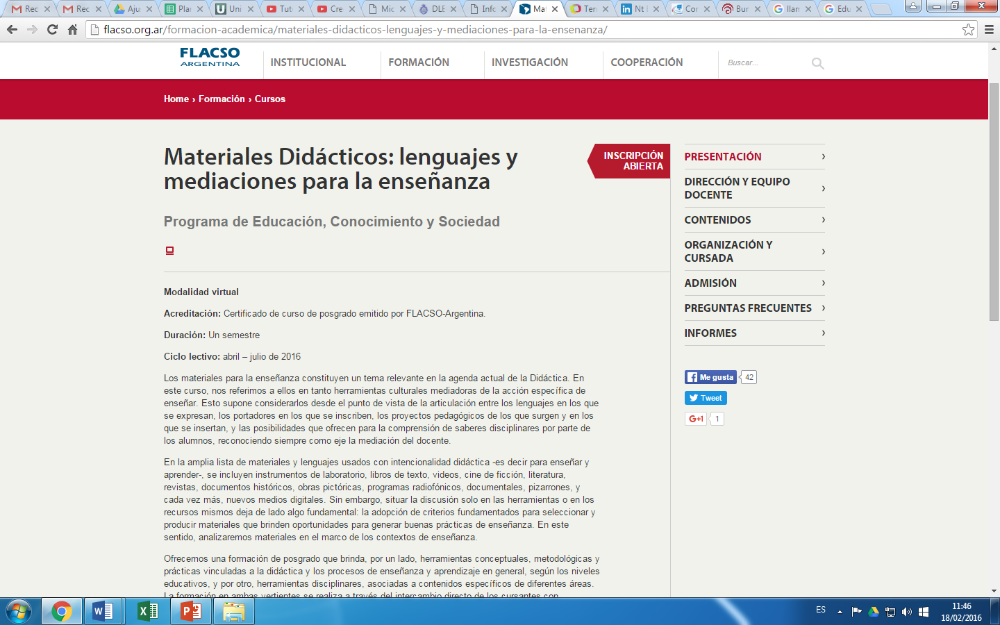 Rec
Rec
Aju
Plan
Uni
Tut
Cre
Mic
DLE
Info
Mat
Ter
Nt
Cor
Bur
llan
Edu
flacso.org.ar/formacion-academica/materiales-didacticos-lenguajes-y-mediaciones-para-la-ensenanza/
FLACSO
ARGENTINA
INSTITUCIONAL
FORMACIÓN
INVESTIGACIÓN
COOPERACIÓN
Buscar...
Home › Formación › Cursos
Materiales Didácticos: lenguajes y
mediaciones para la enseñanza
INSCRIPCIÓN
ABIERTA
Programa de Educación, Conocimiento y Sociedad
Modalidad virtual
Acreditación: Certificado de curso de posgrado emitido por FLACSO-Argentina.
Duración: Un semestre
Ciclo lectivo: abril – julio de 2016
Los materiales para la enseñanza constituyen un tema relevante en la agenda actual de la Didáctica. En
este curso, nos referimos a ellos en tanto herramientas culturales mediadoras de la acción específica de
enseñar. Esto supone considerarlos desde el punto de vista de la articulación entre los lenguajes en los que
se expresan, los portadores en los que se inscriben, los proyectos pedagógicos de los que surgen y en los
que se insertan, y las posibilidades que ofrecen para la comprensión de saberes disciplinares por parte de
los alumnos, reconociendo siempre como eje la mediación del docente.
En la amplia lista de materiales y lenguajes usados con intencionalidad didáctica -es decir para enseñar y
aprender-, se incluyen instrumentos de laboratorio, libros de texto, videos, cine de ficción, literatura,
revistas, documentos históricos, obras pictóricas, programas radiofónicos, documentales, pizarrones, y
cada vez más, nuevos medios digitales. Sin embargo, situar la discusión solo en las herramientas o en los
recursos mismos deja de lado algo fundamental: la adopción de criterios fundamentados para seleccionar y
producir materiales que brinden oportunidades para generar buenas prácticas de enseñanza. En este
sentido, analizaremos materiales en el marco de los contextos de enseñanza.
Ofrecemos una formación de posgrado que brinda, por un lado, herramientas conceptuales, metodológicas y
prácticas vinculadas a la didáctica y los procesos de enseñanza y aprendizaje en general, según los niveles
educativos, y por otro, herramientas disciplinares, asociadas a contenidos específicos de diferentes áreas.
La formación en ambas vertientes se realiza a través del intercambio directo de los cursantes con
PRESENTACIÓN
DIRECCIÓN Y EQUIPO
DOCENTE
CONTENIDOS
ORGANIZACIÓN Y
CURSADA
ADMISIÓN
PREGUNTAS FRECUENTES
INFORMES
Me gusta 42
Tweet
G+1 1
ES
11:46
18/02/2016